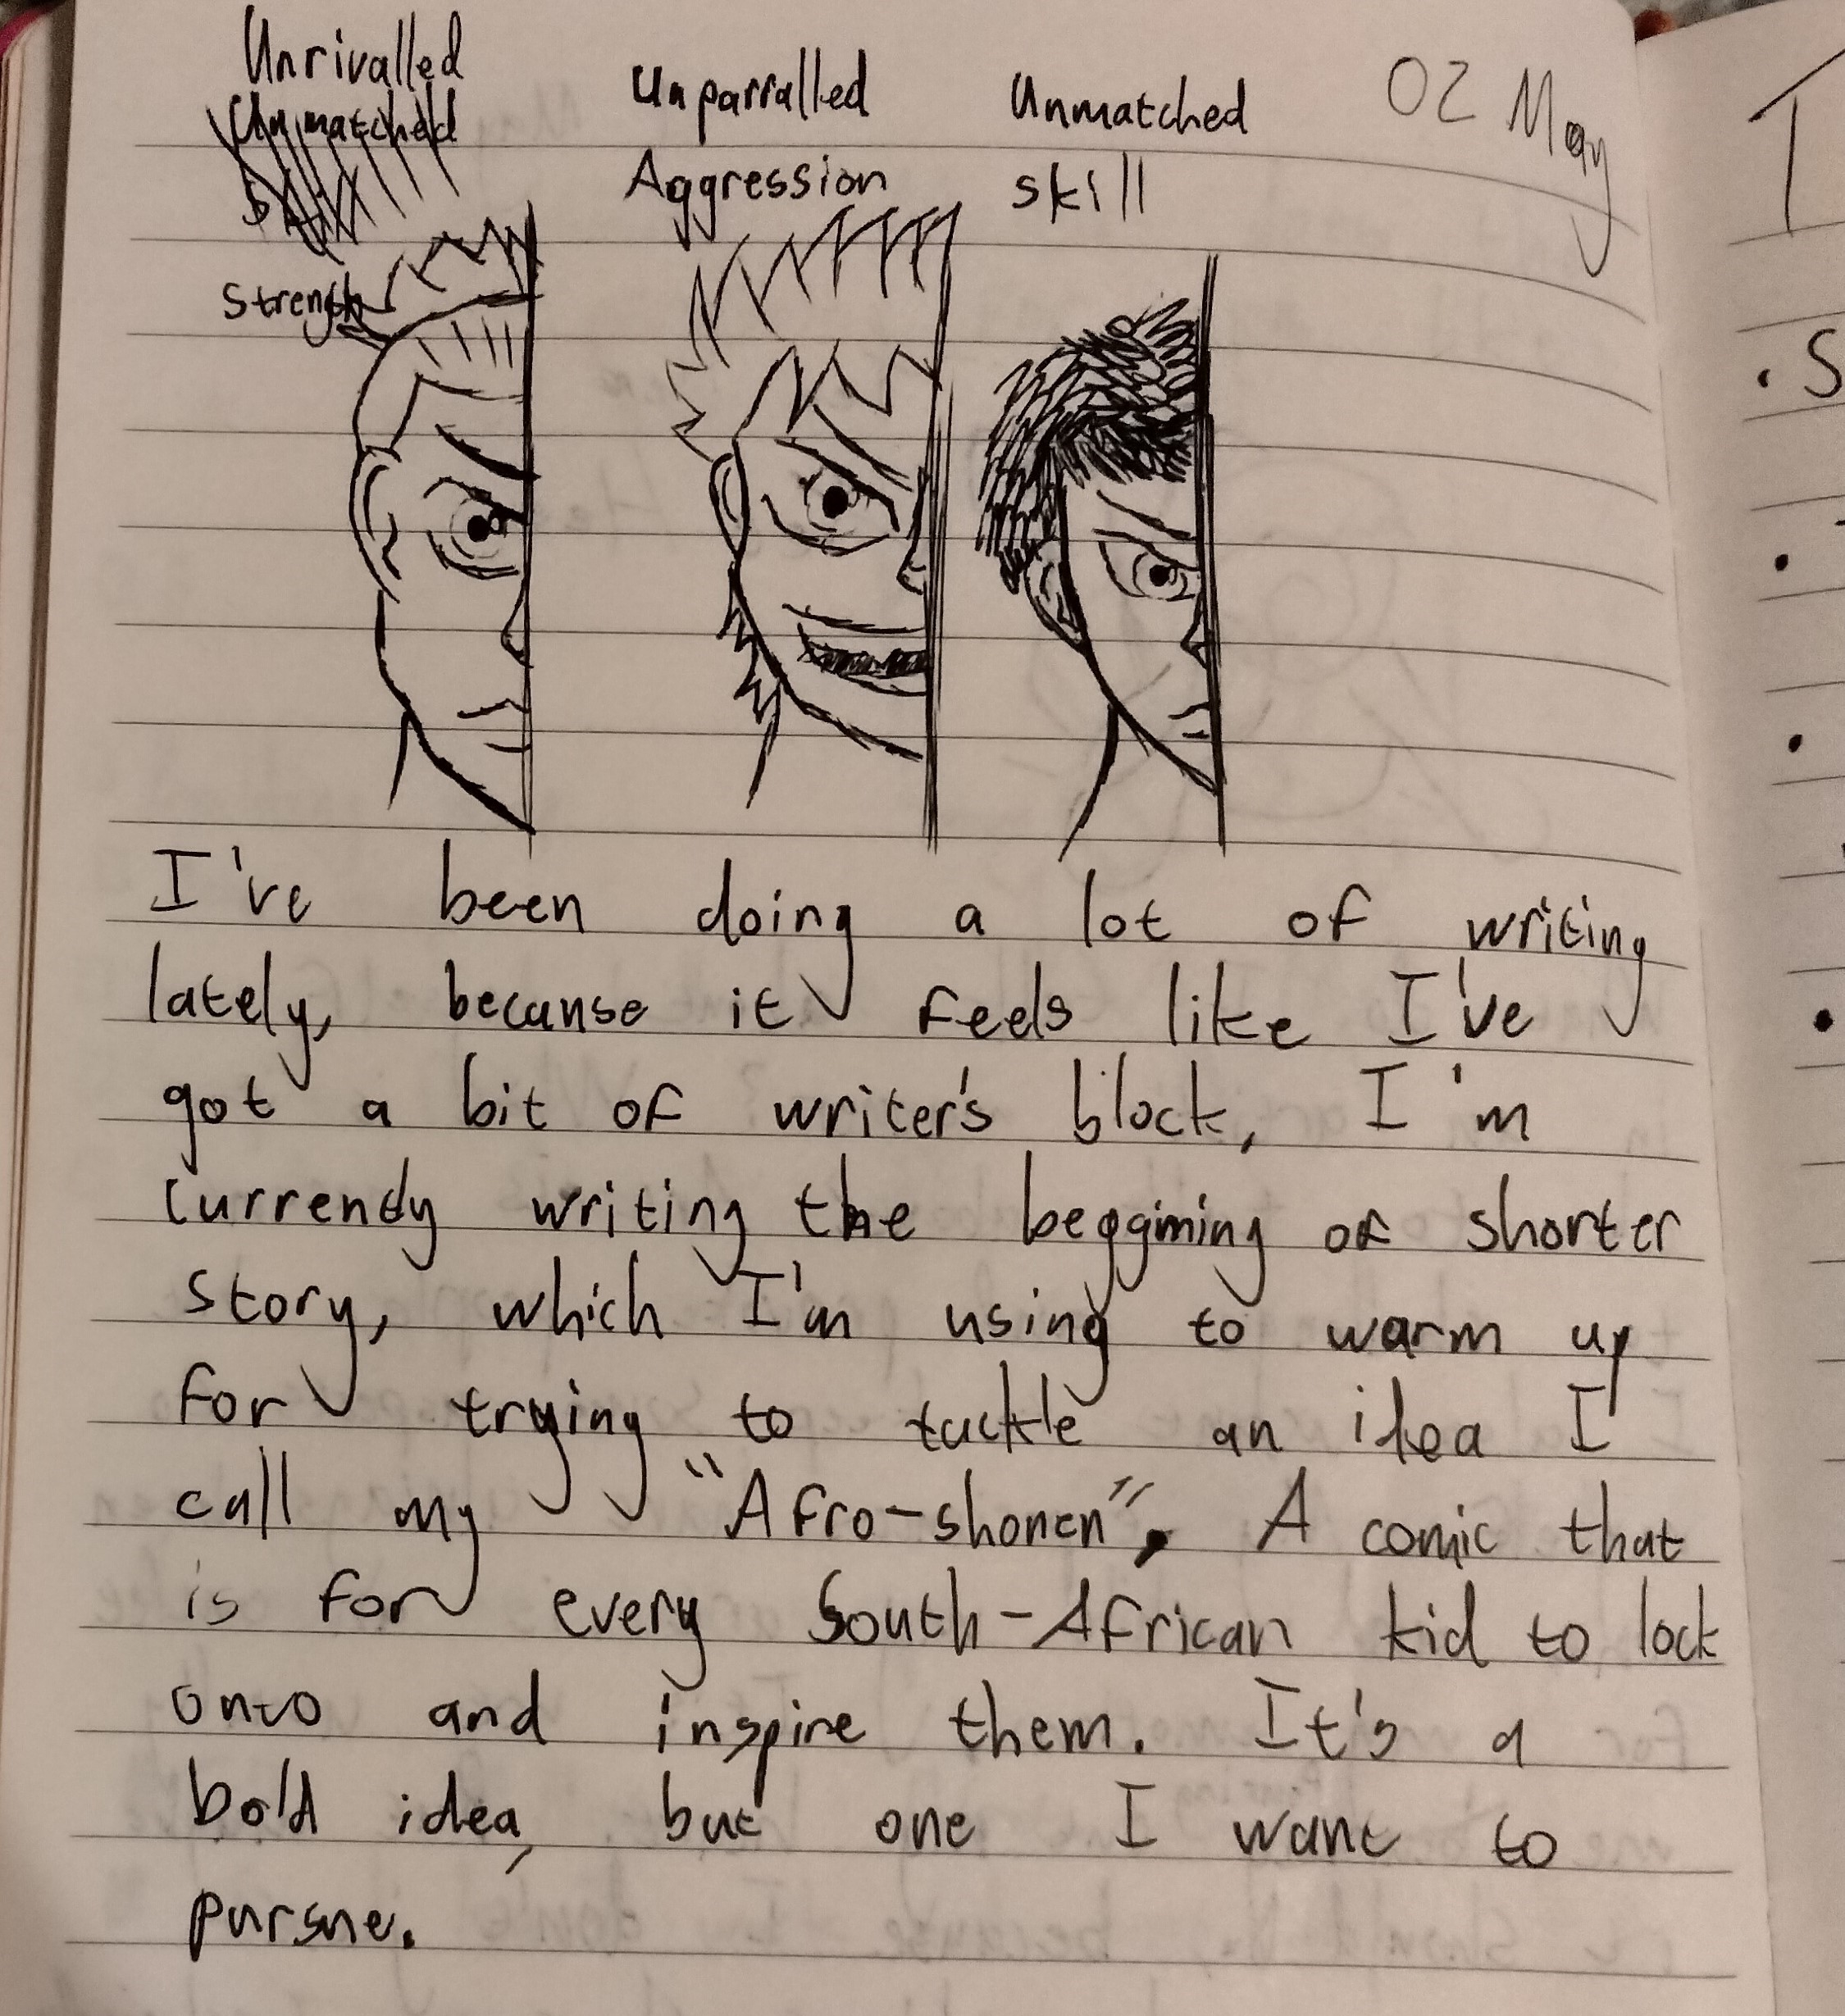 Unrivalled
Unmatched
Strength
Unparralled
Aggression
Unmatched
skill
02 May
I've been doing a lot of writing
lately, because it feels like I've
got a bit of writer's block, I'm
currently writing the beggining of shorter
story, which I'm using to warm up
for trying to tackle an idea I
call my "Afro-shonen", A comic that
is for every South-African kid to lock
onto and inspire them. It's a
bold idea, but one I want to
pursue.